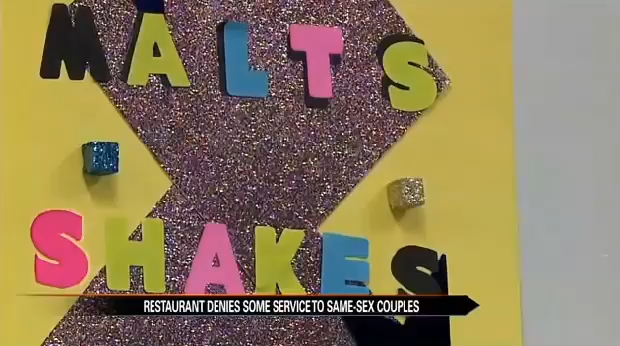 MALTS
SHAKES
RESTAURANT DENIES SOME SERVICE TO SAME-SEX COUPLES